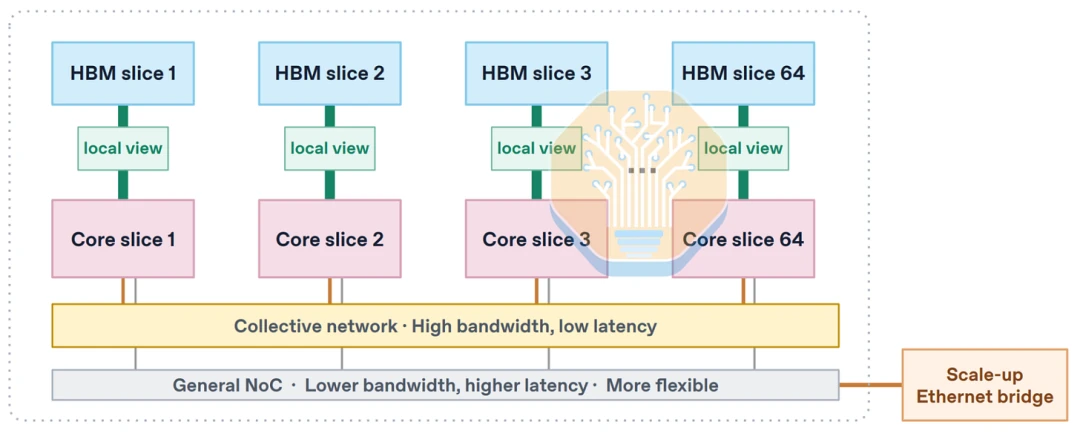 HBM slice 1
HBM slice 2
HBM slice 3
HBM slice 64
local view
local view
local view
local view
Core slice 1
Core slice 2
Core slice 3
Core slice 64
Collective network · High bandwidth, low latency
General NoC · Lower bandwidth, higher latency · More flexible
Scale-up
Ethernet bridge